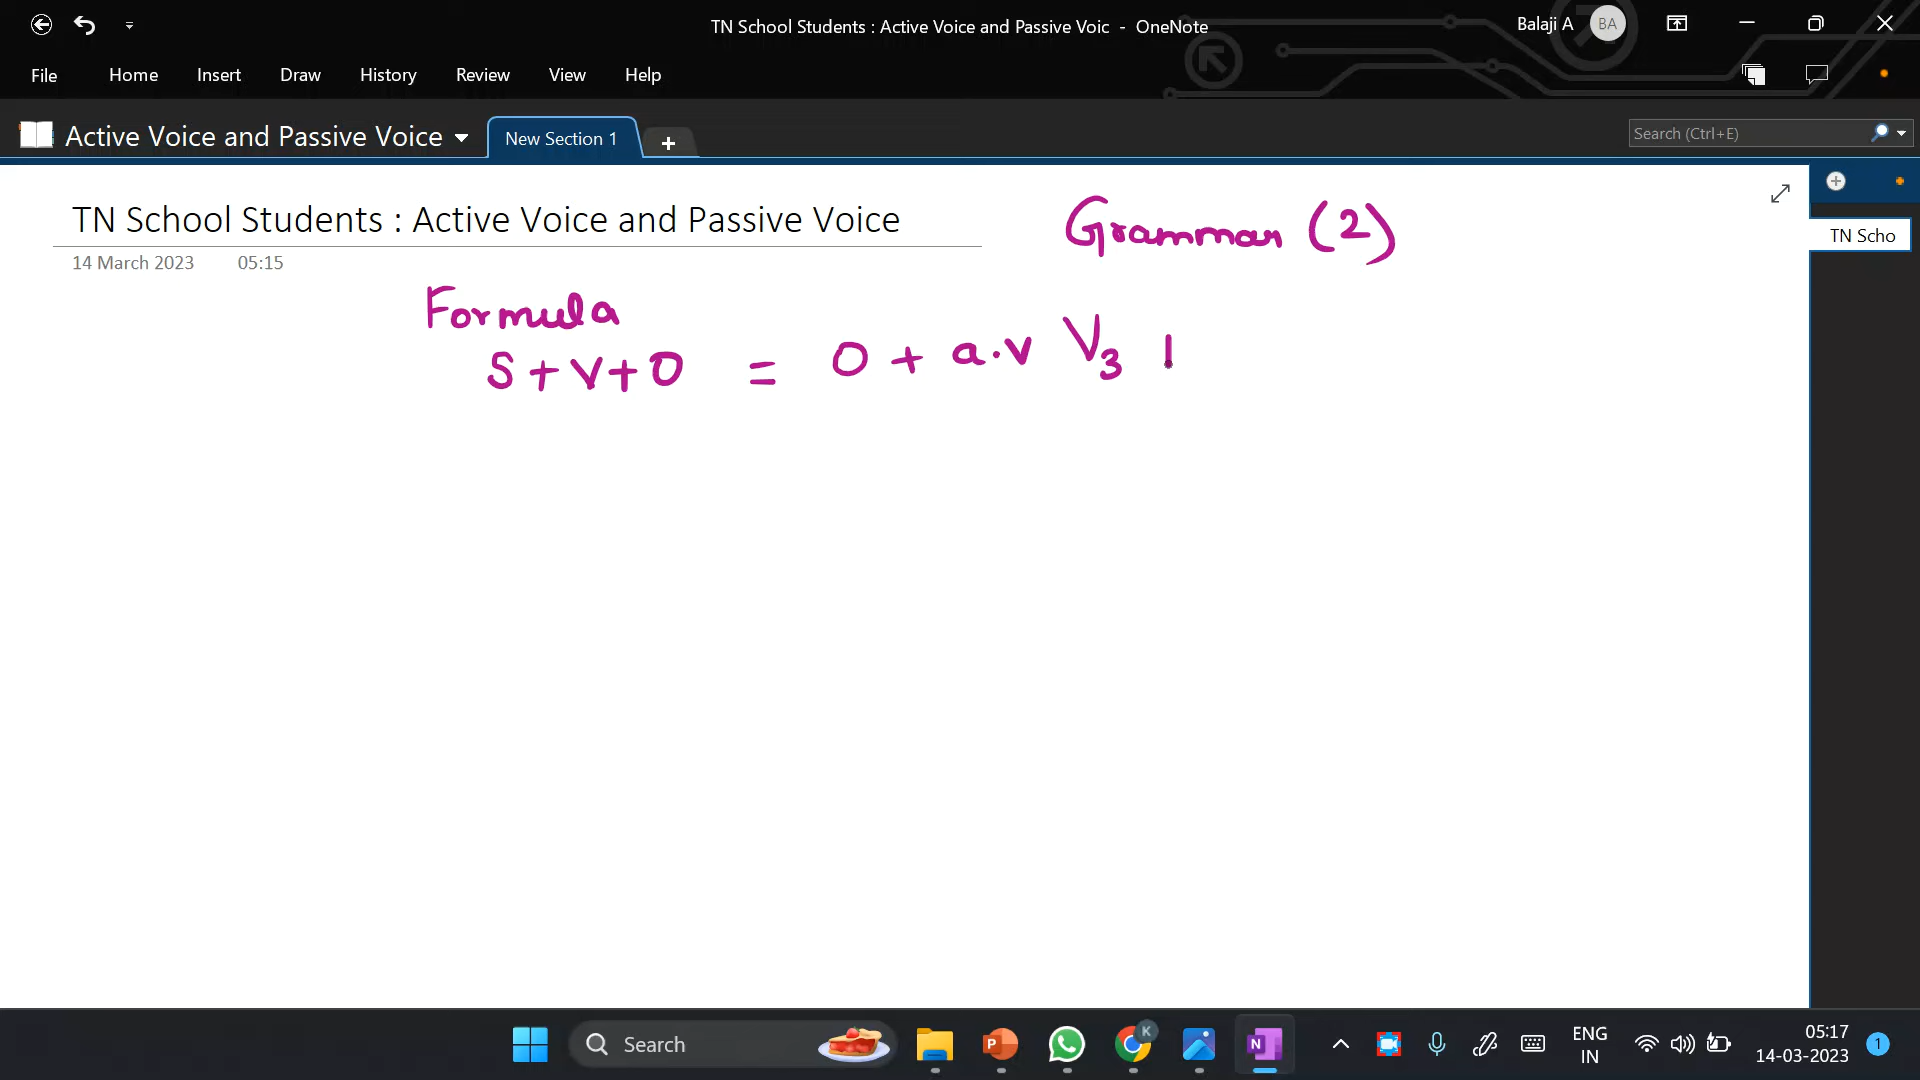 TN School Students : Active Voice and Passive Voic - OneNote
Balaji A
BA
File Home Insert Draw History Review View Help
Active Voice and Passive Voice
New Section 1
+
Search (Ctrl+E)
TN School Students : Active Voice and Passive Voice
Grammar (2)
TN Scho
14 March 2023 05:15
Formula
S + V + O = O + a.v V3
Search
P
K
N
ENG
IN
05:17
14-03-2023
1